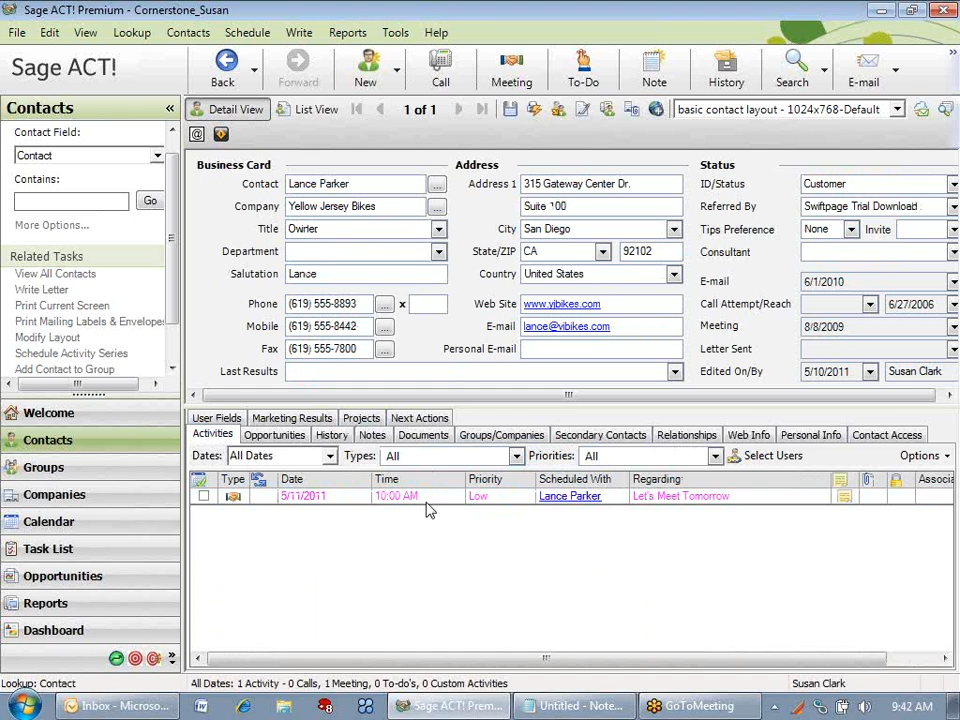 Sage ACT! Premium - Cornerstone_Susan
File Edit View Lookup Contacts Schedule Write Reports Tools Help
Sage ACT!
Back Forward New Call Meeting To-Do Note History Search E-mail
Contacts
Detail View List View 1 of 1 basic contact layout - 1024x768-Default
Contact Field:
Contact
Contains:
Go
More Options...
Related Tasks
View All Contacts
Write Letter
Print Current Screen
Print Mailing Labels & Envelopes
Modify Layout
Schedule Activity Series
Add Contact to Group
Welcome
Contacts
Groups
Companies
Calendar
Task List
Opportunities
Reports
Dashboard
Business Card
Contact Lance Parker
Company Yellow Jersey Bikes
Title Owner
Department
Salutation Lance
Phone (619) 555-8893 x
Mobile (619) 555-8442
Fax (619) 555-7800
Last Results
Address
Address 1 315 Gateway Center Dr.
Suite 100
City San Diego
State/ZIP CA 92102
Country United States
Web Site www.yjbikes.com
E-mail lance@yjbikes.com
Personal E-mail
Status
ID/Status Customer
Referred By Swiftpage Trial Download
Tips Preference None Invite
Consultant
E-mail 6/1/2010
Call Attempt/Reach 6/27/2006
Meeting 8/8/2009
Letter Sent
Edited On/By 5/10/2011 Susan Clark
User Fields Marketing Results Projects Next Actions
Activities Opportunities History Notes Documents Groups/Companies Secondary Contacts Relationships Web Info Personal Info Contact Access
Dates: All Dates Types: All Priorities: All Select Users Options
Type Date Time Priority Scheduled With Regarding Associa
5/11/2011 10:00 AM Low Lance Parker Let's Meet Tomorrow
Lookup: Contact All Dates: 1 Activity - 0 Calls, 1 Meeting, 0 To-do's, 0 Custom Activities Susan Clark
Inbox - Microso... Sage ACT! Prem... Untitled - Note... GoToMeeting 9:42 AM